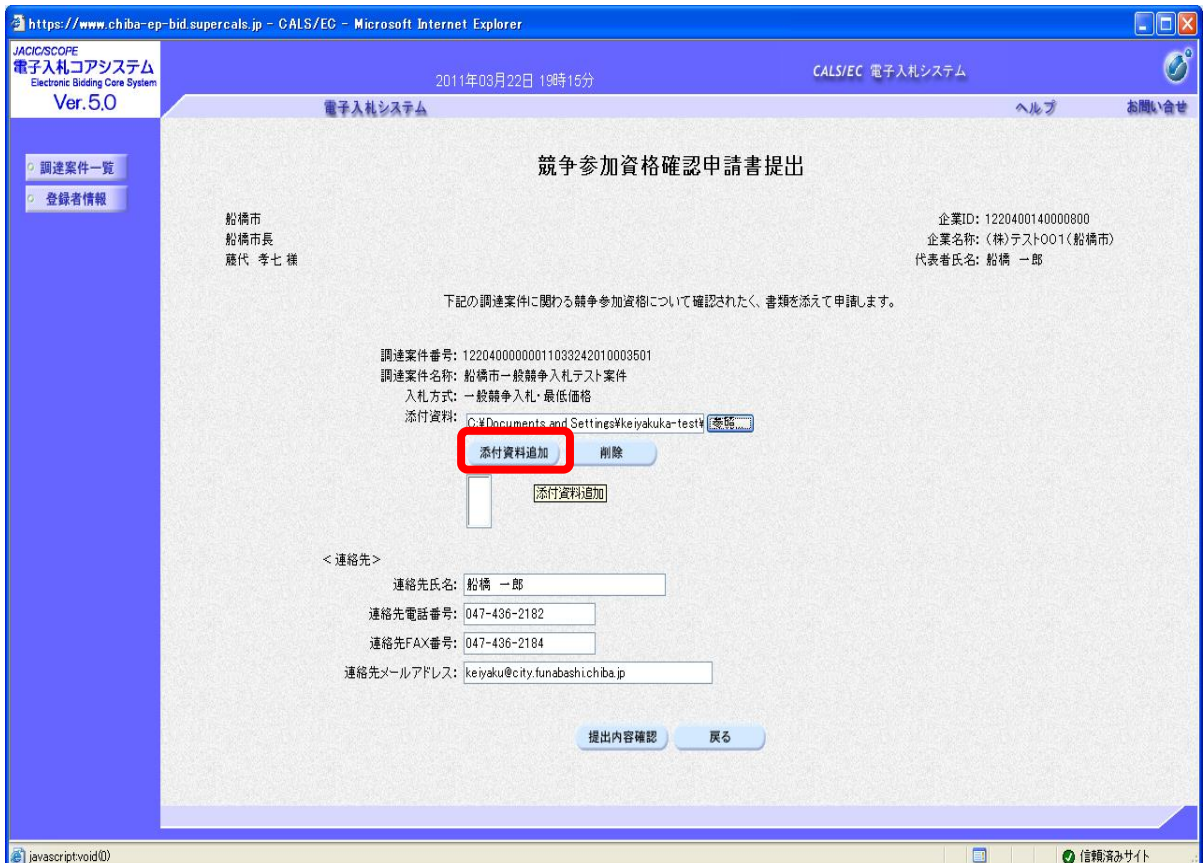 https://www.chiba-ep-bid.supercals.jp - CALS/EC - Microsoft Internet Explorer
JACIC/SCOPE
電子入札コアシステム
Electronic Bidding Core System
Ver.5.0
2011年03月22日 19時15分
CALS/EC 電子入札システム
電子入札システム
ヘルプ
お問い合せ
調達案件一覧
登録者情報
競争参加資格確認申請書提出
船橋市
船橋市長
藤代 孝七 様
企業ID: 1220400140000800
企業名称: (株)テスト001(船橋市)
代表者氏名: 船橋 一郎
下記の調達案件に関わる競争参加資格について確認されたく、書類を添えて申請します。
調達案件番号: 1220400000011033242010003501
調達案件名称: 船橋市一般競争入札テスト案件
入札方式: 一般競争入札・最低価格
添付資料: C:¥Documents and Settings¥keiyakuka-test¥ 参照...
添付資料追加 削除
添付資料追加
<連絡先>
連絡先氏名: 船橋 一郎
連絡先電話番号: 047-436-2182
連絡先FAX番号: 047-436-2184
連絡先メールアドレス: keiyaku@city.funabashi.chiba.jp
提出内容確認 戻る
javascript:void(0)
信頼済みサイト